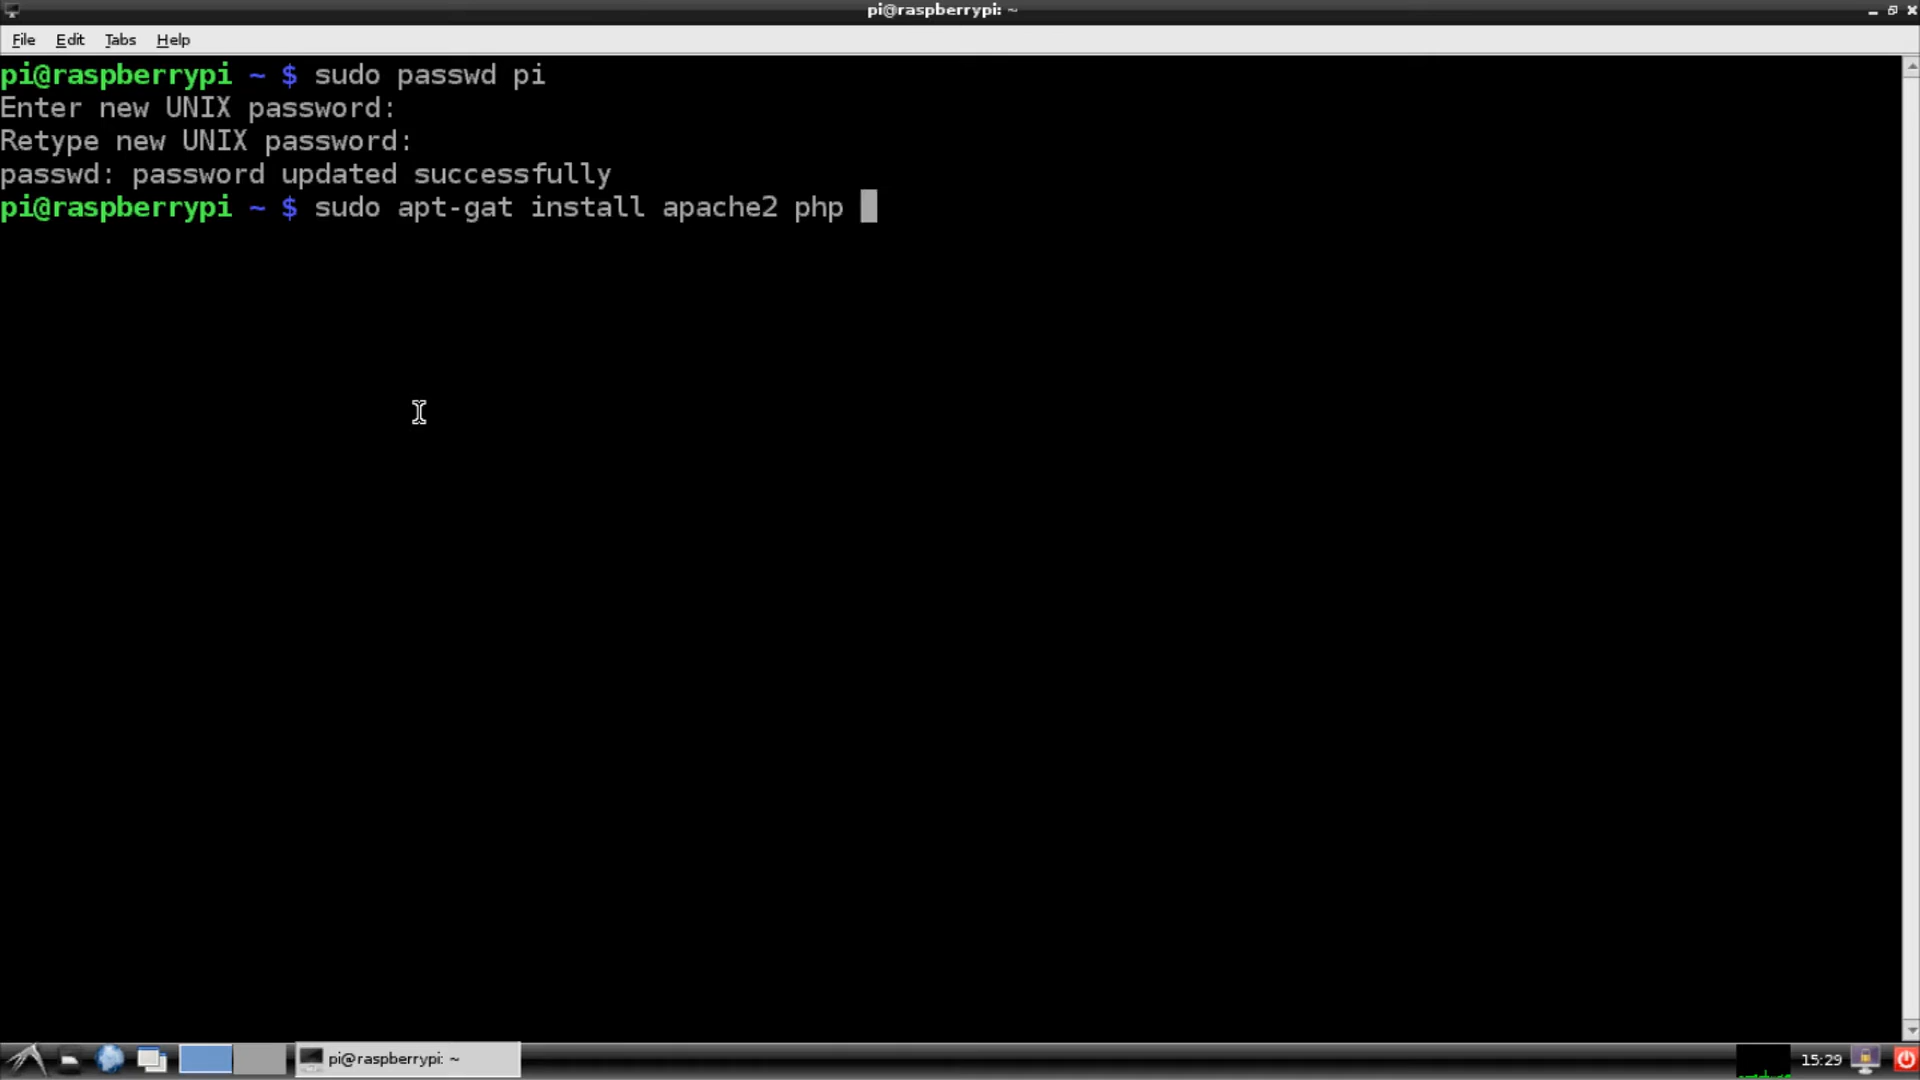 pi@raspberrypi: ~
File Edit Tabs Help
pi@raspberrypi ~ $ sudo passwd pi
Enter new UNIX password:
Retype new UNIX password:
passwd: password updated successfully
pi@raspberrypi ~ $ sudo apt-gat install apache2 php
pi@raspberrypi: ~
15:29